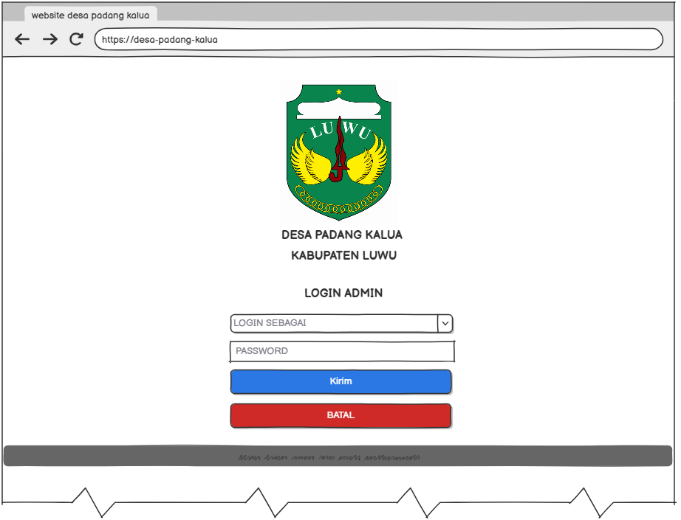 website desa padang kalua
https://desa-padang-kalua
LUWU
DESA PADANG KALUA
KABUPATEN LUWU
LOGIN ADMIN
LOGIN SEBAGAI
PASSWORD
Kirim
BATAL